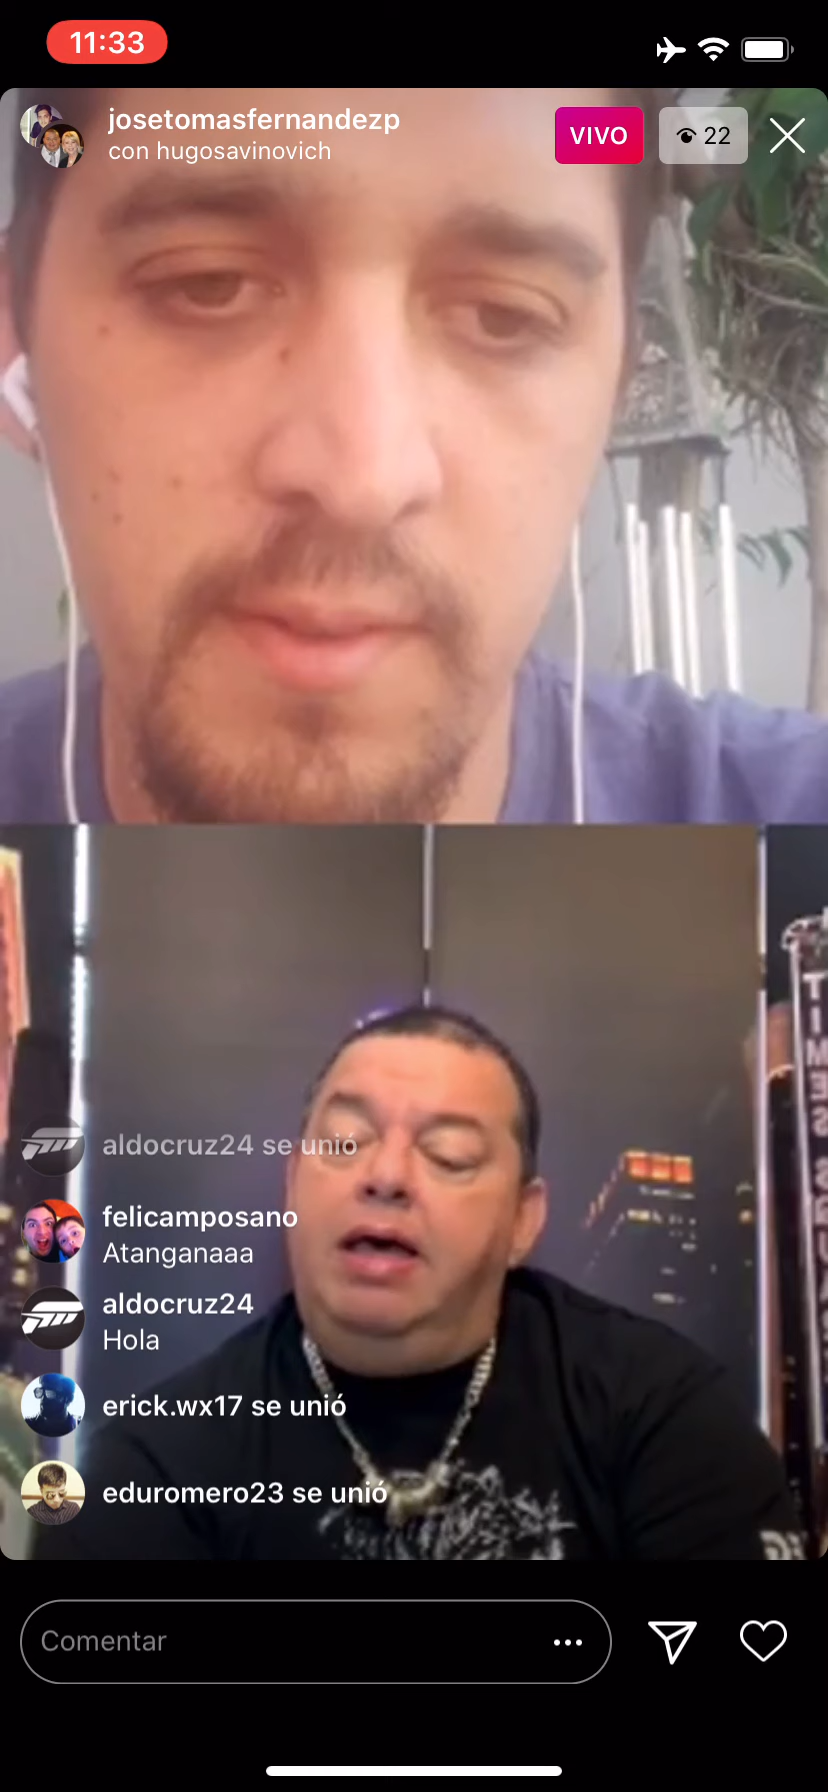 11:33
josetomasfernandezp
con hugosavinovich
VIVO
22
aldocruz24 se unió
felicamposano
Atanganaaa
aldocruz24
Hola
erick.wx17 se unió
eduromero23 se unió
TIMES
Comentar